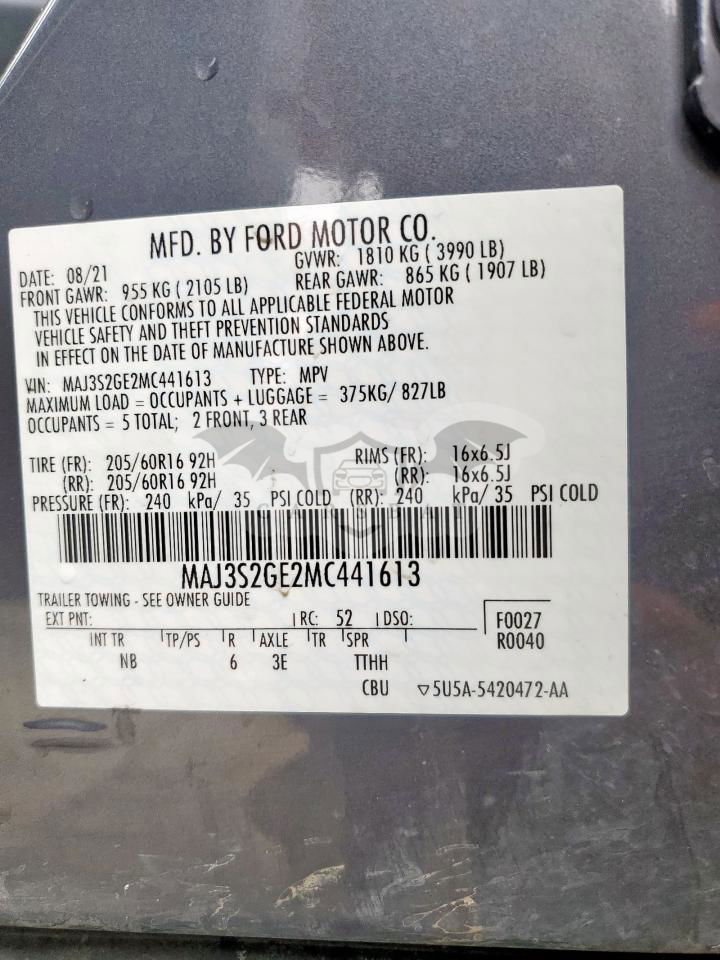 MFD. BY FORD MOTOR CO.
DATE: 08/21 GVWR: 1810 KG ( 3990 LB)
FRONT GAWR: 955 KG ( 2105 LB) REAR GAWR: 865 KG ( 1907 LB)
THIS VEHICLE CONFORMS TO ALL APPLICABLE FEDERAL MOTOR
VEHICLE SAFETY AND THEFT PREVENTION STANDARDS
IN EFFECT ON THE DATE OF MANUFACTURE SHOWN ABOVE.
VIN: MAJ3S2GE2MC441613 TYPE: MPV
MAXIMUM LOAD = OCCUPANTS + LUGGAGE = 375KG/ 827LB
OCCUPANTS = 5 TOTAL; 2 FRONT, 3 REAR
TIRE (FR): 205/60R16 92H RIMS (FR): 16x6.5J
(RR): 205/60R16 92H (RR): 16x6.5J
PRESSURE (FR): 240 kPa/ 35 PSI COLD (RR): 240 kPa/ 35 PSI COLD
MAJ3S2GE2MC441613
TRAILER TOWING - SEE OWNER GUIDE
EXT PNT: RC: 52 DSO: F0027
INT TR TP/PS R AXLE TR SPR R0040
NB 6 3E TTHH
CBU ▽5U5A-5420472-AA